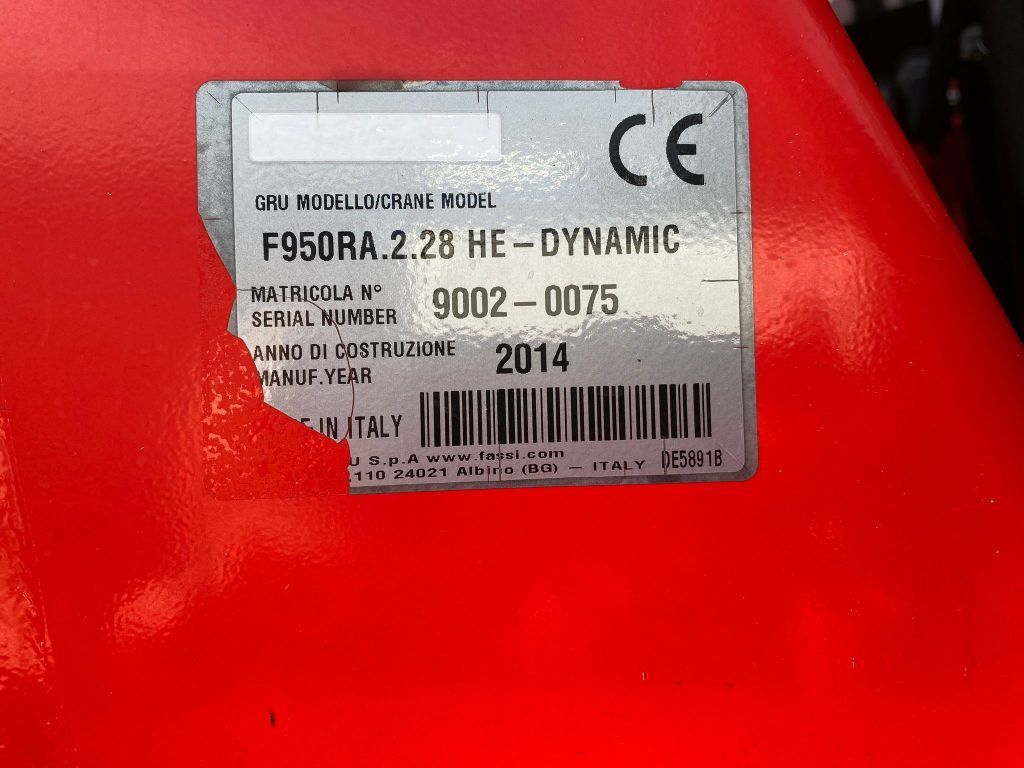 CE
GRU MODELLO/CRANE MODEL
F950RA.2.28 HE-DYNAMIC
MATRICOLA N° 9002-0075
SERIAL NUMBER
ANNO DI COSTRUZIONE 2014
MANUF.YEAR
IN ITALY
S.p.A www.fassi.com
110 24021 Albino (BG) - ITALY DE5891B